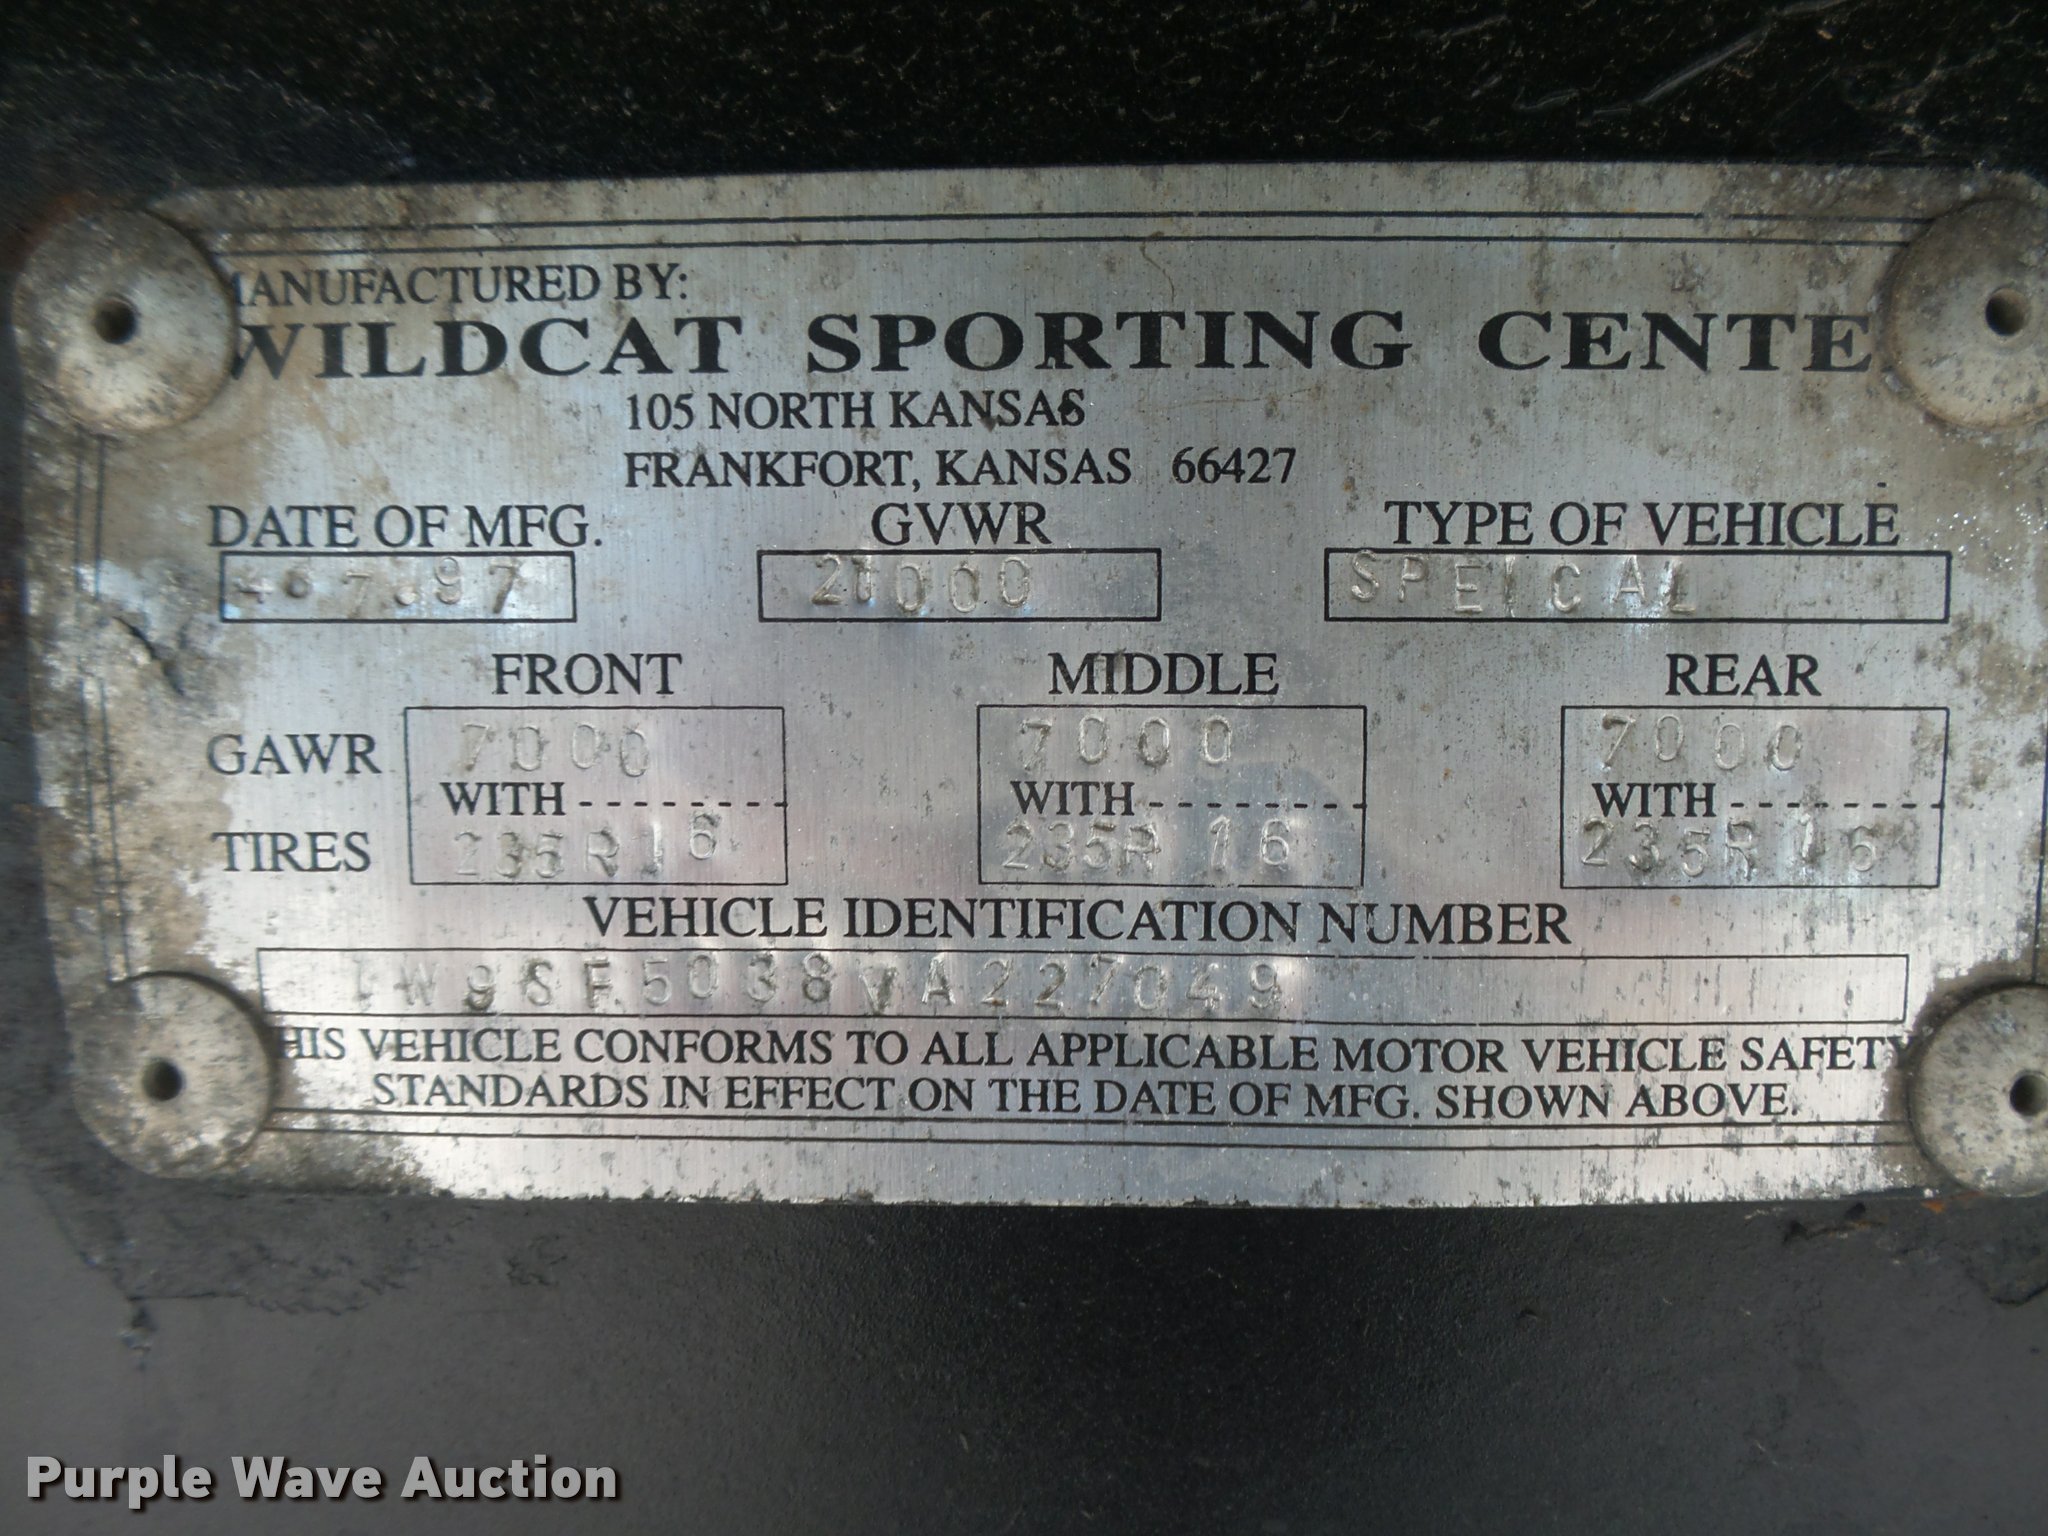 MANUFACTURED BY:
WILDCAT SPORTING CENTE
105 NORTH KANSAS
FRANKFORT, KANSAS 66427
DATE OF MFG. GVWR TYPE OF VEHICLE
SPEICAL
FRONT MIDDLE REAR
GAWR 7000 7000 7000
WITH-------- WITH-------- WITH--------
TIRES 235R16 235R16 235R16
VEHICLE IDENTIFICATION NUMBER
1W9SF5038VA227049
THIS VEHICLE CONFORMS TO ALL APPLICABLE MOTOR VEHICLE SAFETY
STANDARDS IN EFFECT ON THE DATE OF MFG. SHOWN ABOVE.
Purple Wave Auction